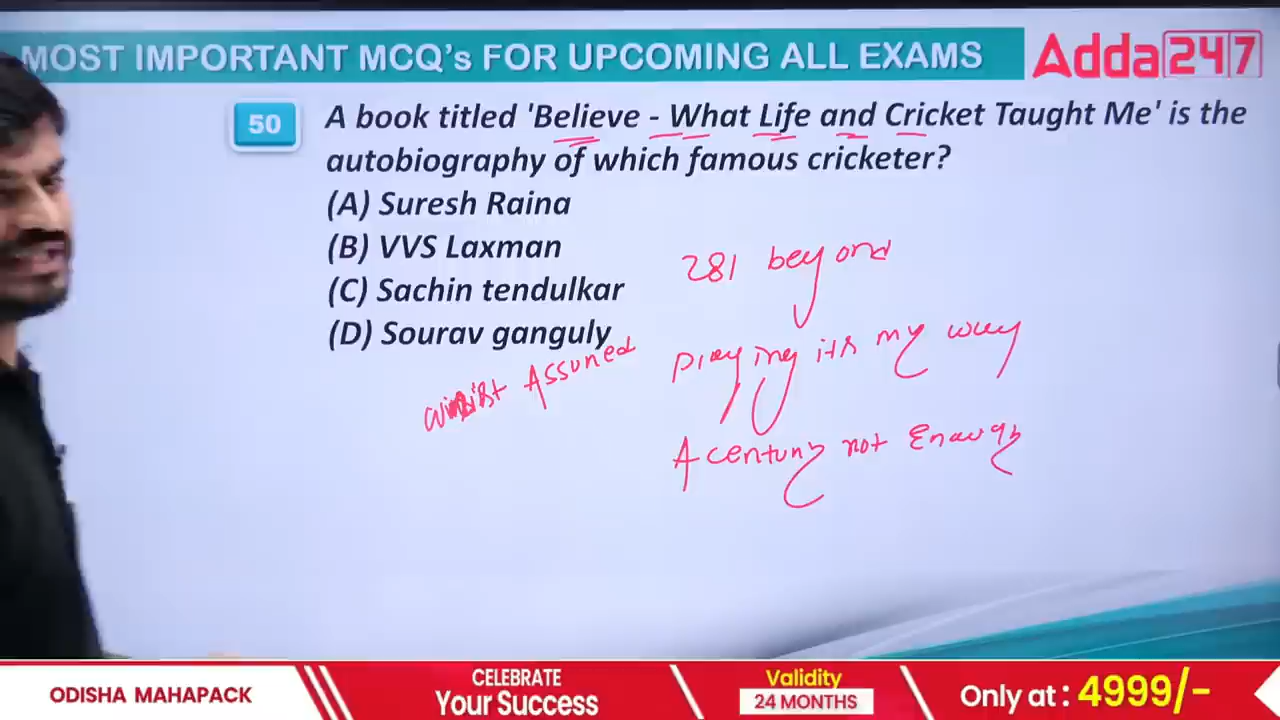 MOST IMPORTANT MCQ's FOR UPCOMING ALL EXAMS
Adda247
50
A book titled 'Believe - What Life and Cricket Taught Me' is the
autobiography of which famous cricketer?
(A) Suresh Raina
(B) VVS Laxman
(C) Sachin tendulkar
(D) Sourav ganguly
281 beyond
playing its my way
Assuned
A century not Enough
ODISHA MAHAPACK
CELEBRATE
Your Success
Validity
24 MONTHS
Only at : 4999/-